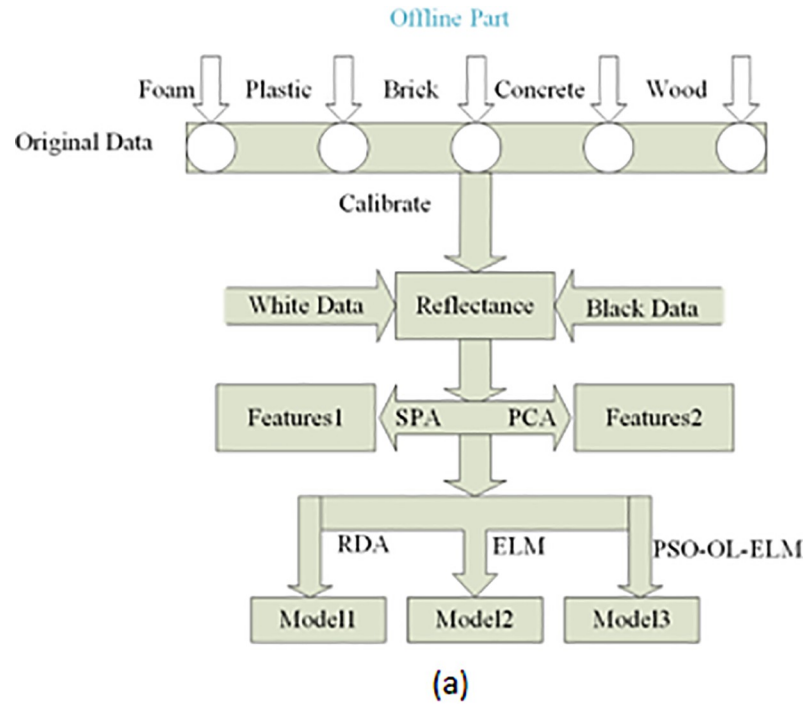 Offline Part
Foam Plastic Brick Concrete Wood
Original Data
Calibrate
White Data Reflectance Black Data
Features1 SPA PCA Features2
RDA ELM PSO-OL-ELM
Model1 Model2 Model3
(a)